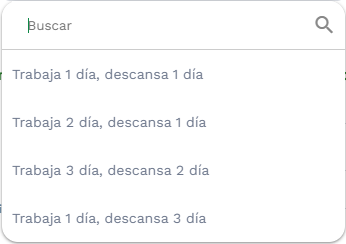 Buscar
Trabaja 1 día, descansa 1 día
Trabaja 2 día, descansa 1 día
Trabaja 3 día, descansa 2 día
Trabaja 1 día, descansa 3 día